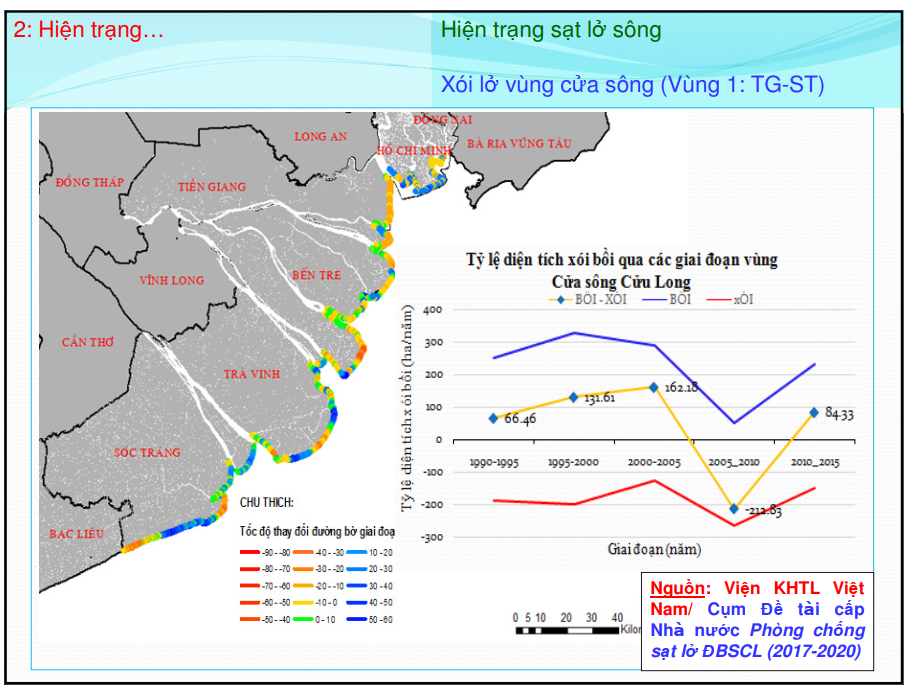 2: Hiện trạng…
Hiện trạng sạt lở sông
Xói lở vùng cửa sông (Vùng 1: TG-ST)
ĐỒNG NAI
LONG AN
HỒ CHÍ MINH
BÀ RỊA VŨNG TÀU
ĐỒNG THÁP
TIỀN GIANG
BẾN TRE
VĨNH LONG
CẦN THƠ
TRÀ VINH
SÓC TRĂNG
BẠC LIÊU
CHÚ THÍCH:
Tốc độ thay đổi đường bờ giai đoạ
-90 - -80
-40 - -30
10 - 20
-80 - -70
-30 - -20
20 - 30
-70 - -60
-20 - -10
30 - 40
-60 - -50
-10 - 0
40 - 50
-50 - -40
0 - 10
50 - 60
Tỷ lệ diện tích xói bồi qua các giai đoạn vùng
Cửa sông Cửu Long
BỒI - XÓI
BỒI
XÓI
Tỷ lệ diện tích xói bồi (ha/năm)
400
300
200
100
0
-100
-200
-300
66.46
131.61
162.18
-212.83
84.33
1990-1995
1995-2000
2000-2005
2005_2010
2010_2015
Giai đoạn (năm)
0 5 10 20 30 40
Kilon
Nguồn: Viện KHTL Việt
Nam/ Cụm Đề tài cấp
Nhà nước Phòng chống
sạt lở ĐBSCL (2017-2020)